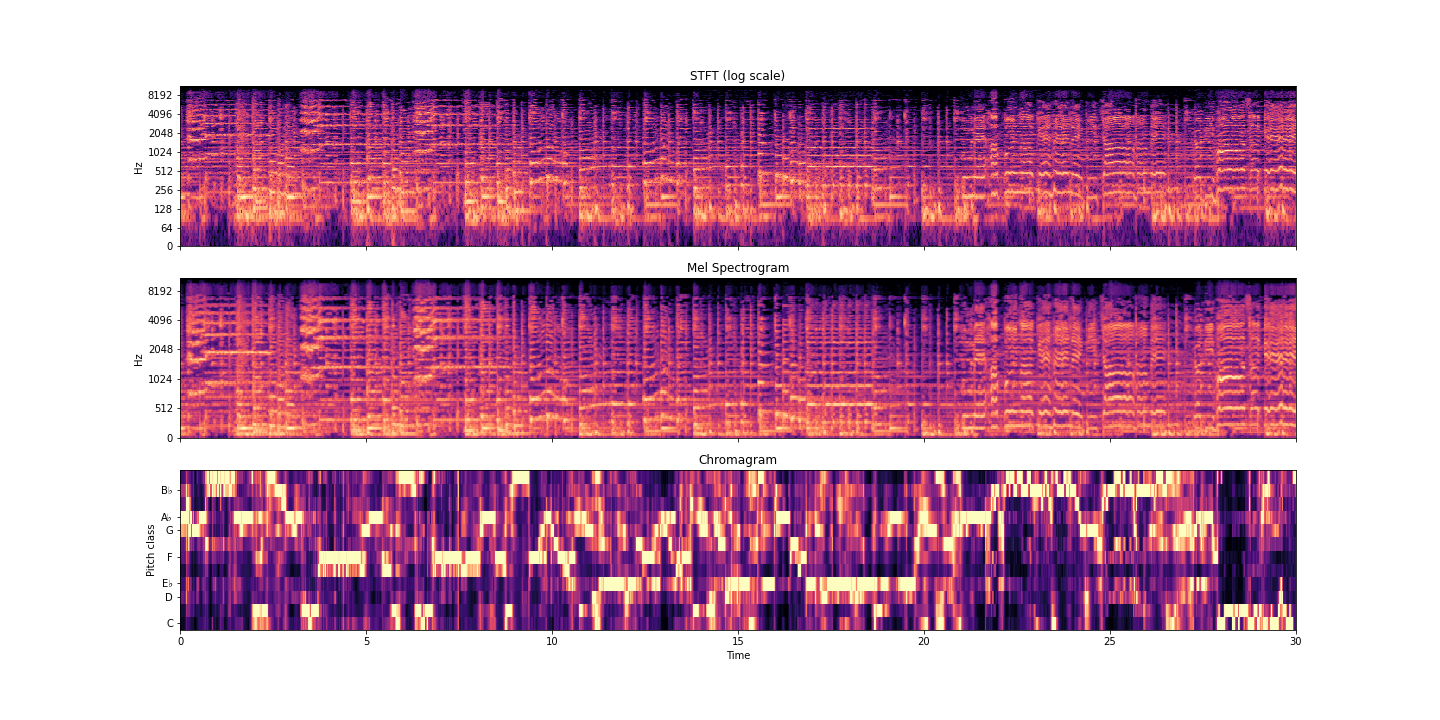 STFT (log scale)
8192
4096
2048
1024
512
256
128
64
0
Hz
Mel Spectrogram
8192
4096
2048
1024
512
0
Hz
Chromagram
B♭
A♭
G
F
E♭
D
C
Pitch class
0 5 10 15 20 25 30
Time